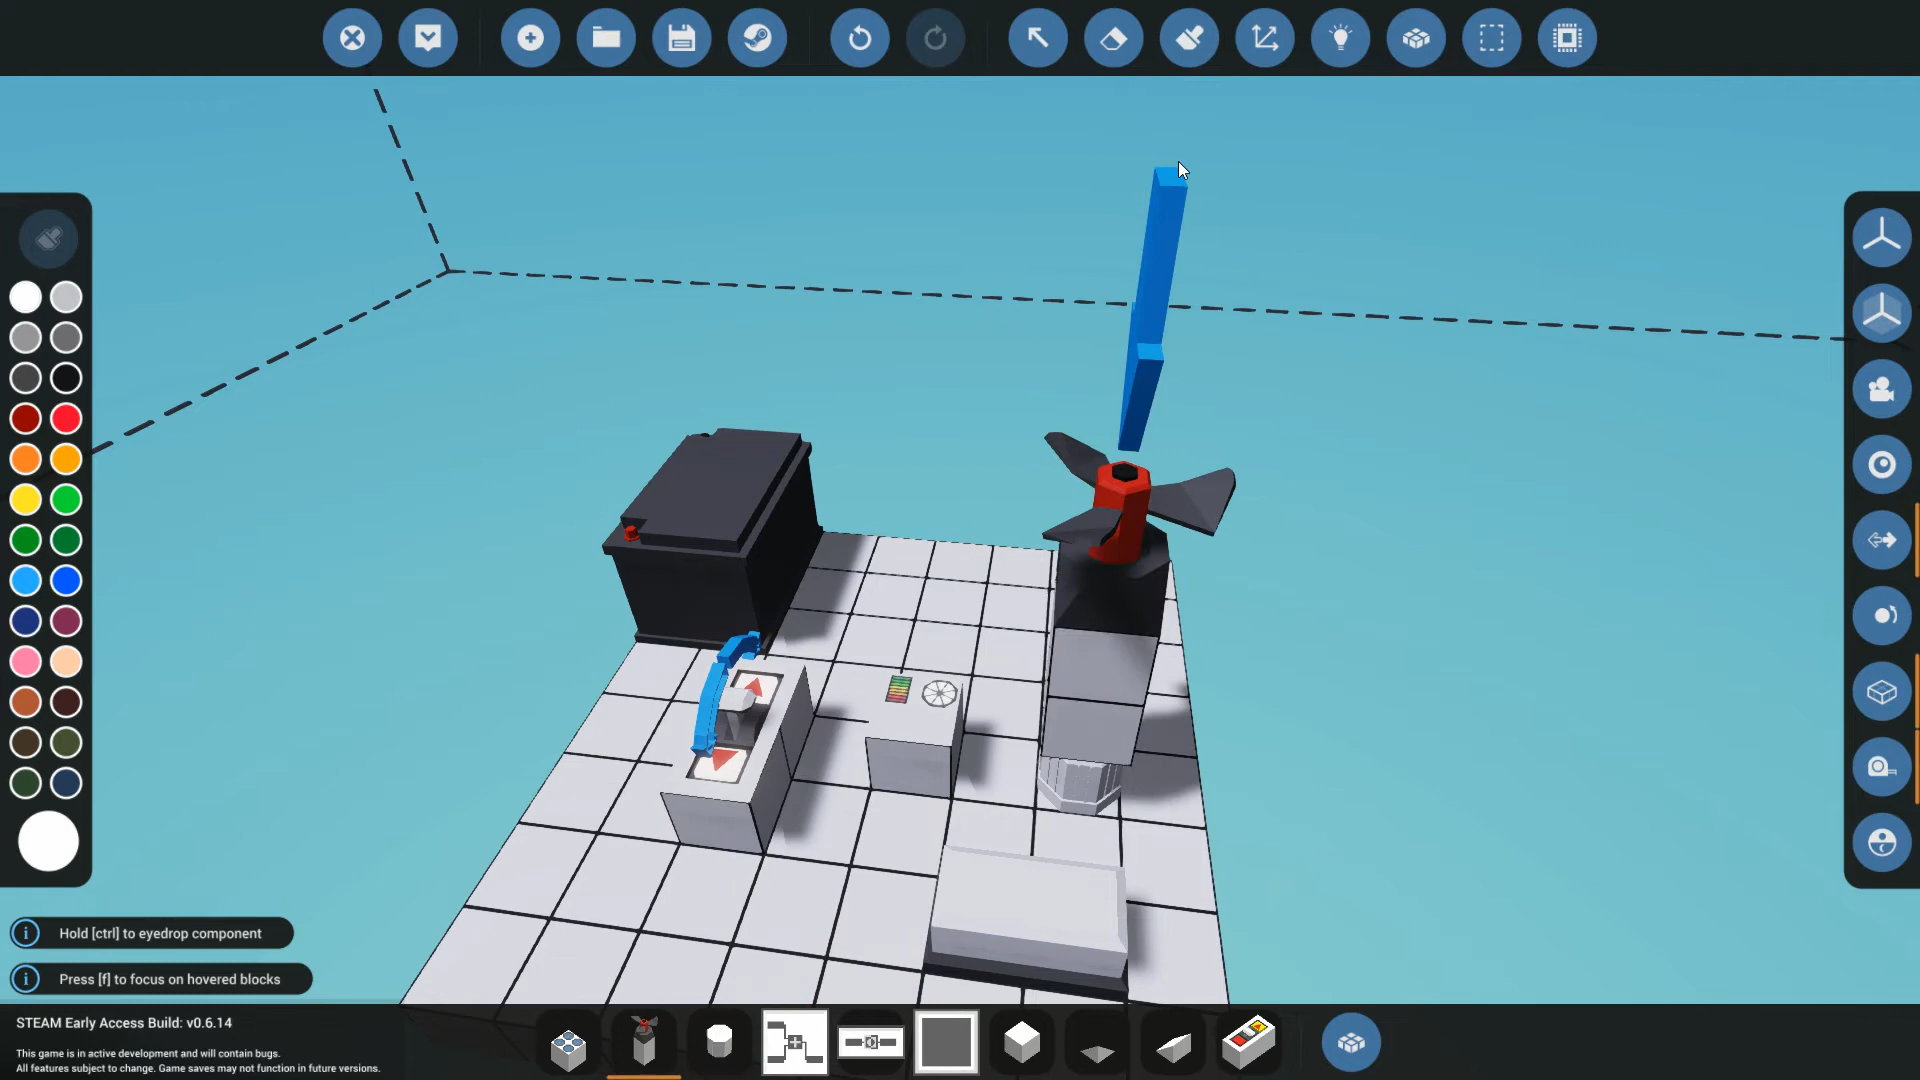 Hold [ctrl] to eyedrop component
Press [f] to focus on hovered blocks
STEAM Early Access Build: v0.6.14
This game is in active development and will contain bugs.
All features subject to change. Game saves may not function in future versions.